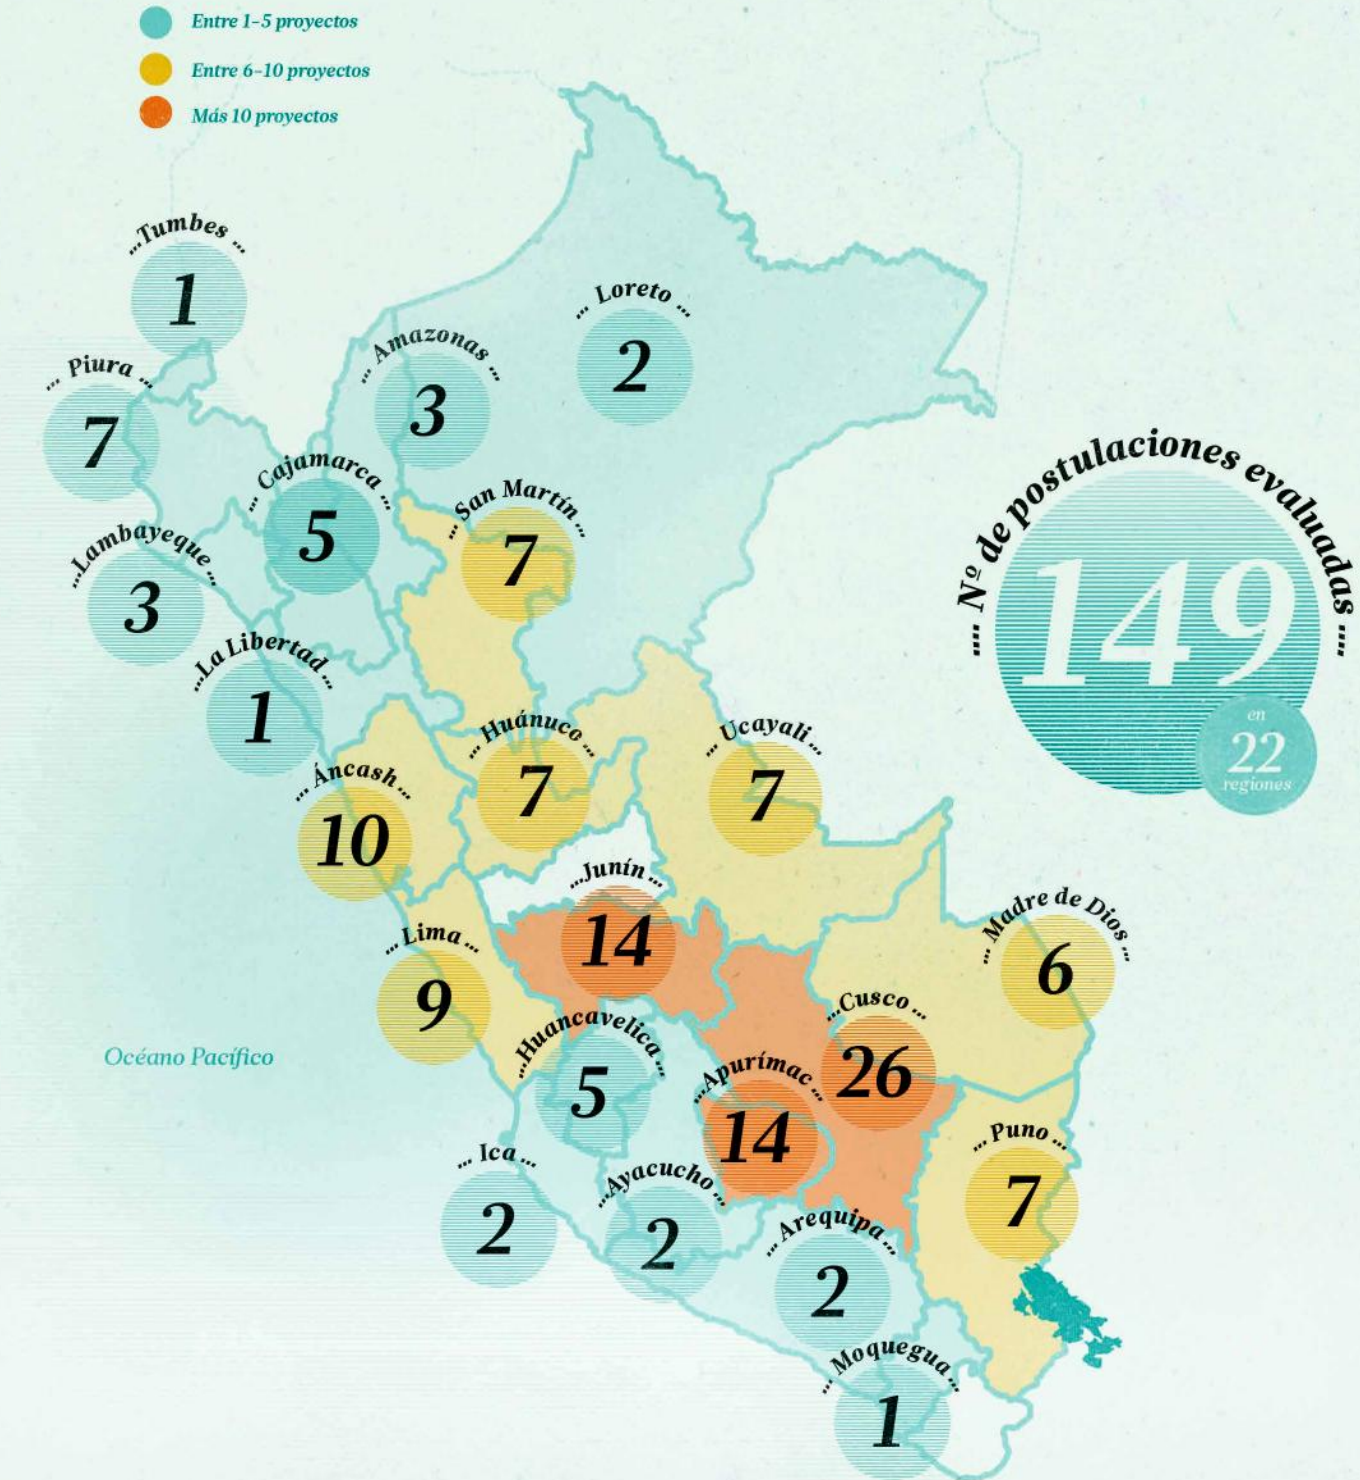 Entre 1-5 proyectos
Entre 6-10 proyectos
Más 10 proyectos
...Tumbes...
1
...Loreto...
2
...Amazonas...
3
...Piura...
7
...Cajamarca...
5
...San Martín...
7
....Nº de postulaciones evaluadas....
149
en
22
regiones
...Lambayeque...
3
...La Libertad...
1
...Huánuco...
7
...Ucayali...
7
...Áncash...
10
...Junín...
14
...Madre de Dios...
6
...Lima...
9
...Cusco...
26
...Huancavelica...
5
Océano Pacífico
...Apurímac...
14
...Puno...
7
...Ica...
2
...Ayacucho...
2
...Arequipa...
2
...Moquegua...
1